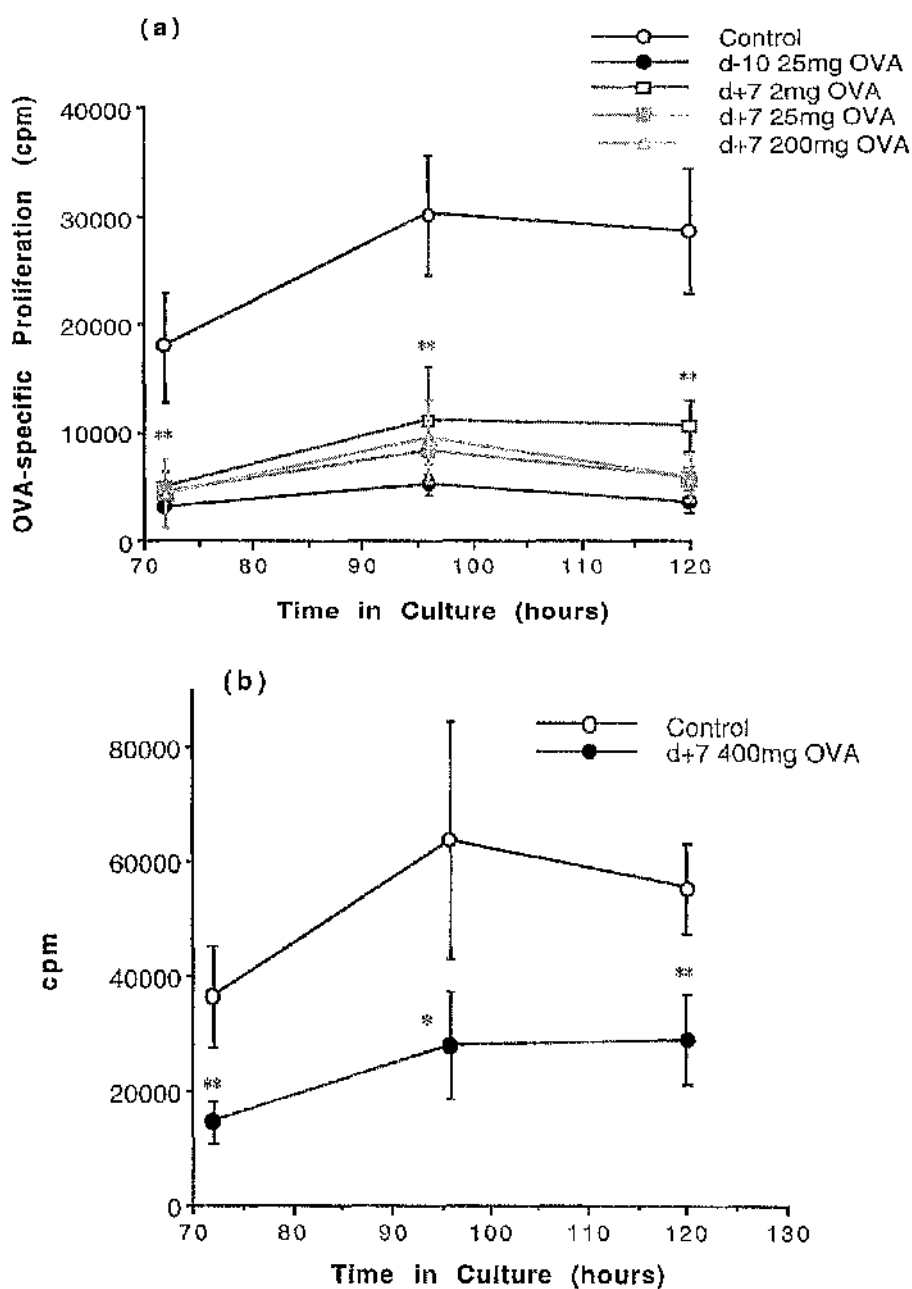 (a)
Control
d-10 25mg OVA
d+7 2mg OVA
d+7 25mg OVA
d+7 200mg OVA
OVA-specific Proliferation (cpm)
40000
30000
20000
10000
0
** ** **
70 80 90 100 110 120
Time in Culture (hours)
(b)
Control
d+7 400mg OVA
cpm
80000
60000
40000
20000
0
** * **
70 80 90 100 110 120 130
Time in Culture (hours)